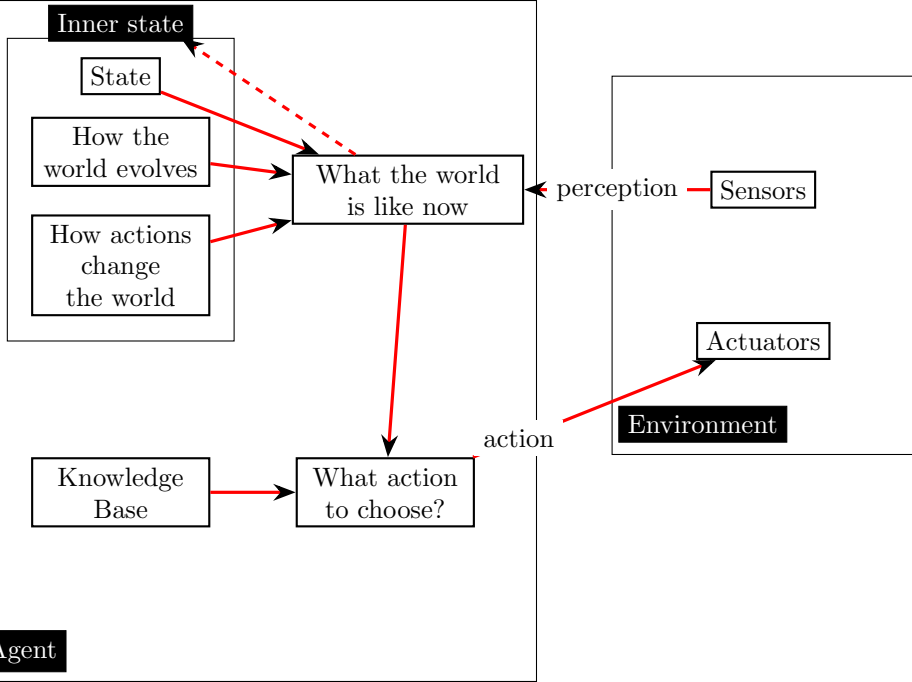 Inner state
State
How the
world evolves
How actions
change
the world
What the world
is like now
perception
Sensors
Actuators
Environment
action
Knowledge
Base
What action
to choose?
Agent